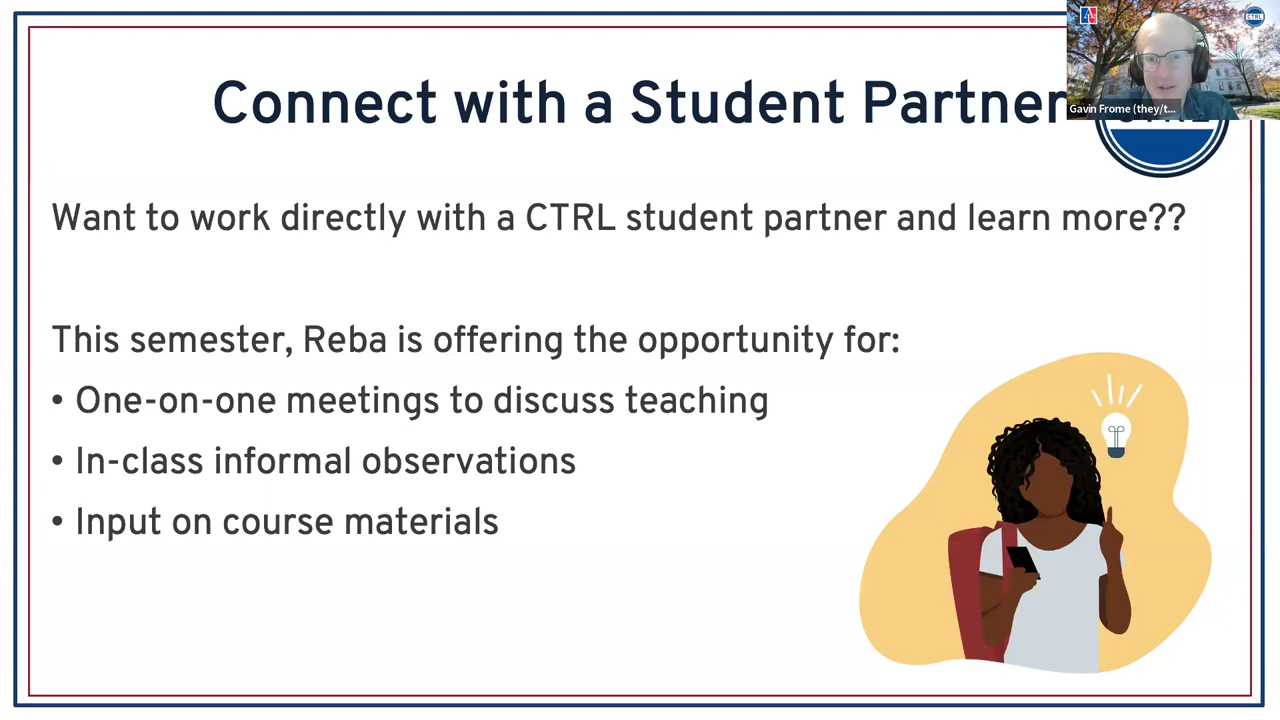 Connect with a Student Partner
CTRL
Gavin Frome (they/t...
Want to work directly with a CTRL student partner and learn more??
This semester, Reba is offering the opportunity for:
• One-on-one meetings to discuss teaching
• In-class informal observations
• Input on course materials